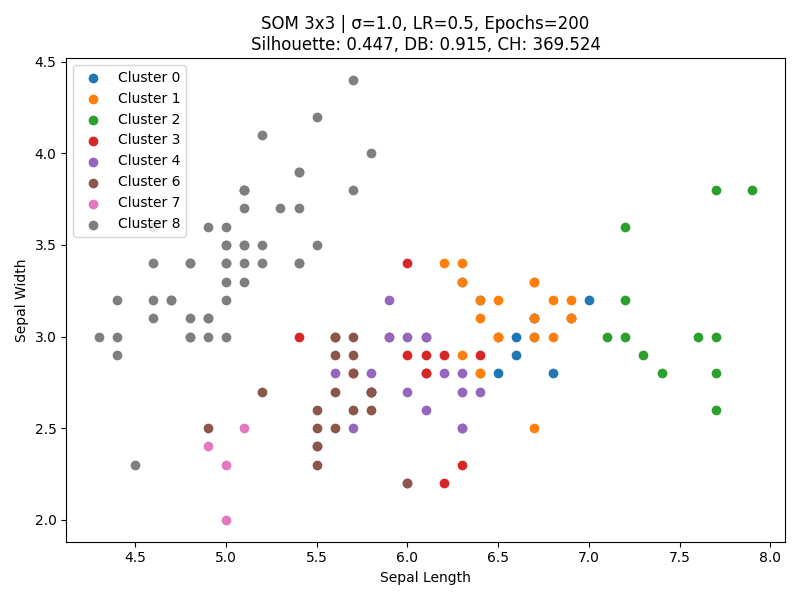 SOM 3x3 | σ=1.0, LR=0.5, Epochs=200
Silhouette: 0.447, DB: 0.915, CH: 369.524
Cluster 0
Cluster 1
Cluster 2
Cluster 3
Cluster 4
Cluster 6
Cluster 7
Cluster 8
4.5
4.0
3.5
3.0
2.5
2.0
Sepal Width
4.5
5.0
5.5
6.0
6.5
7.0
7.5
8.0
Sepal Length